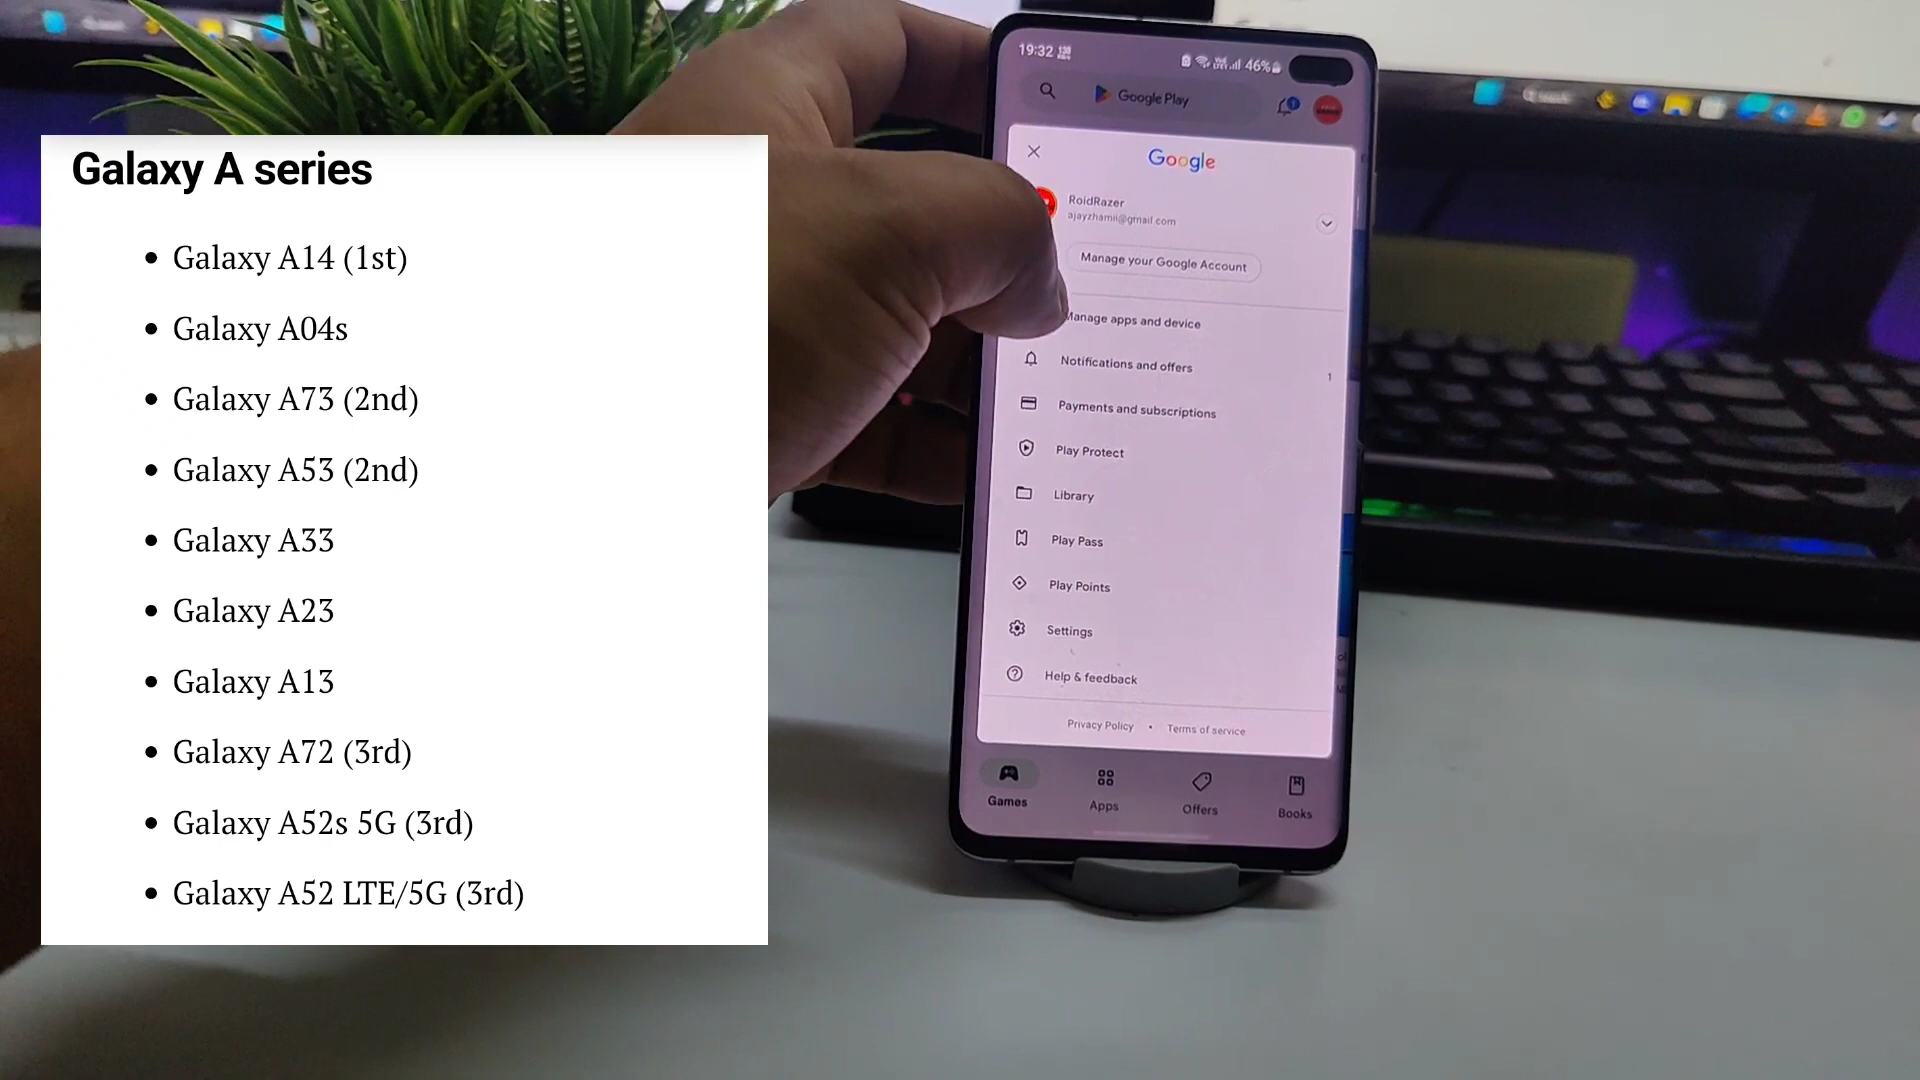 Galaxy A series
• Galaxy A14 (1st)
• Galaxy A04s
• Galaxy A73 (2nd)
• Galaxy A53 (2nd)
• Galaxy A33
• Galaxy A23
• Galaxy A13
• Galaxy A72 (3rd)
• Galaxy A52s 5G (3rd)
• Galaxy A52 LTE/5G (3rd)
19:32
46%
Google Play
Google
RoidRazer
ajayzhamii@gmail.com
Manage your Google Account
Manage apps and device
Notifications and offers 1
Payments and subscriptions
Play Protect
Library
Play Pass
Play Points
Settings
Help & feedback
Privacy Policy • Terms of service
Games Apps Offers Books